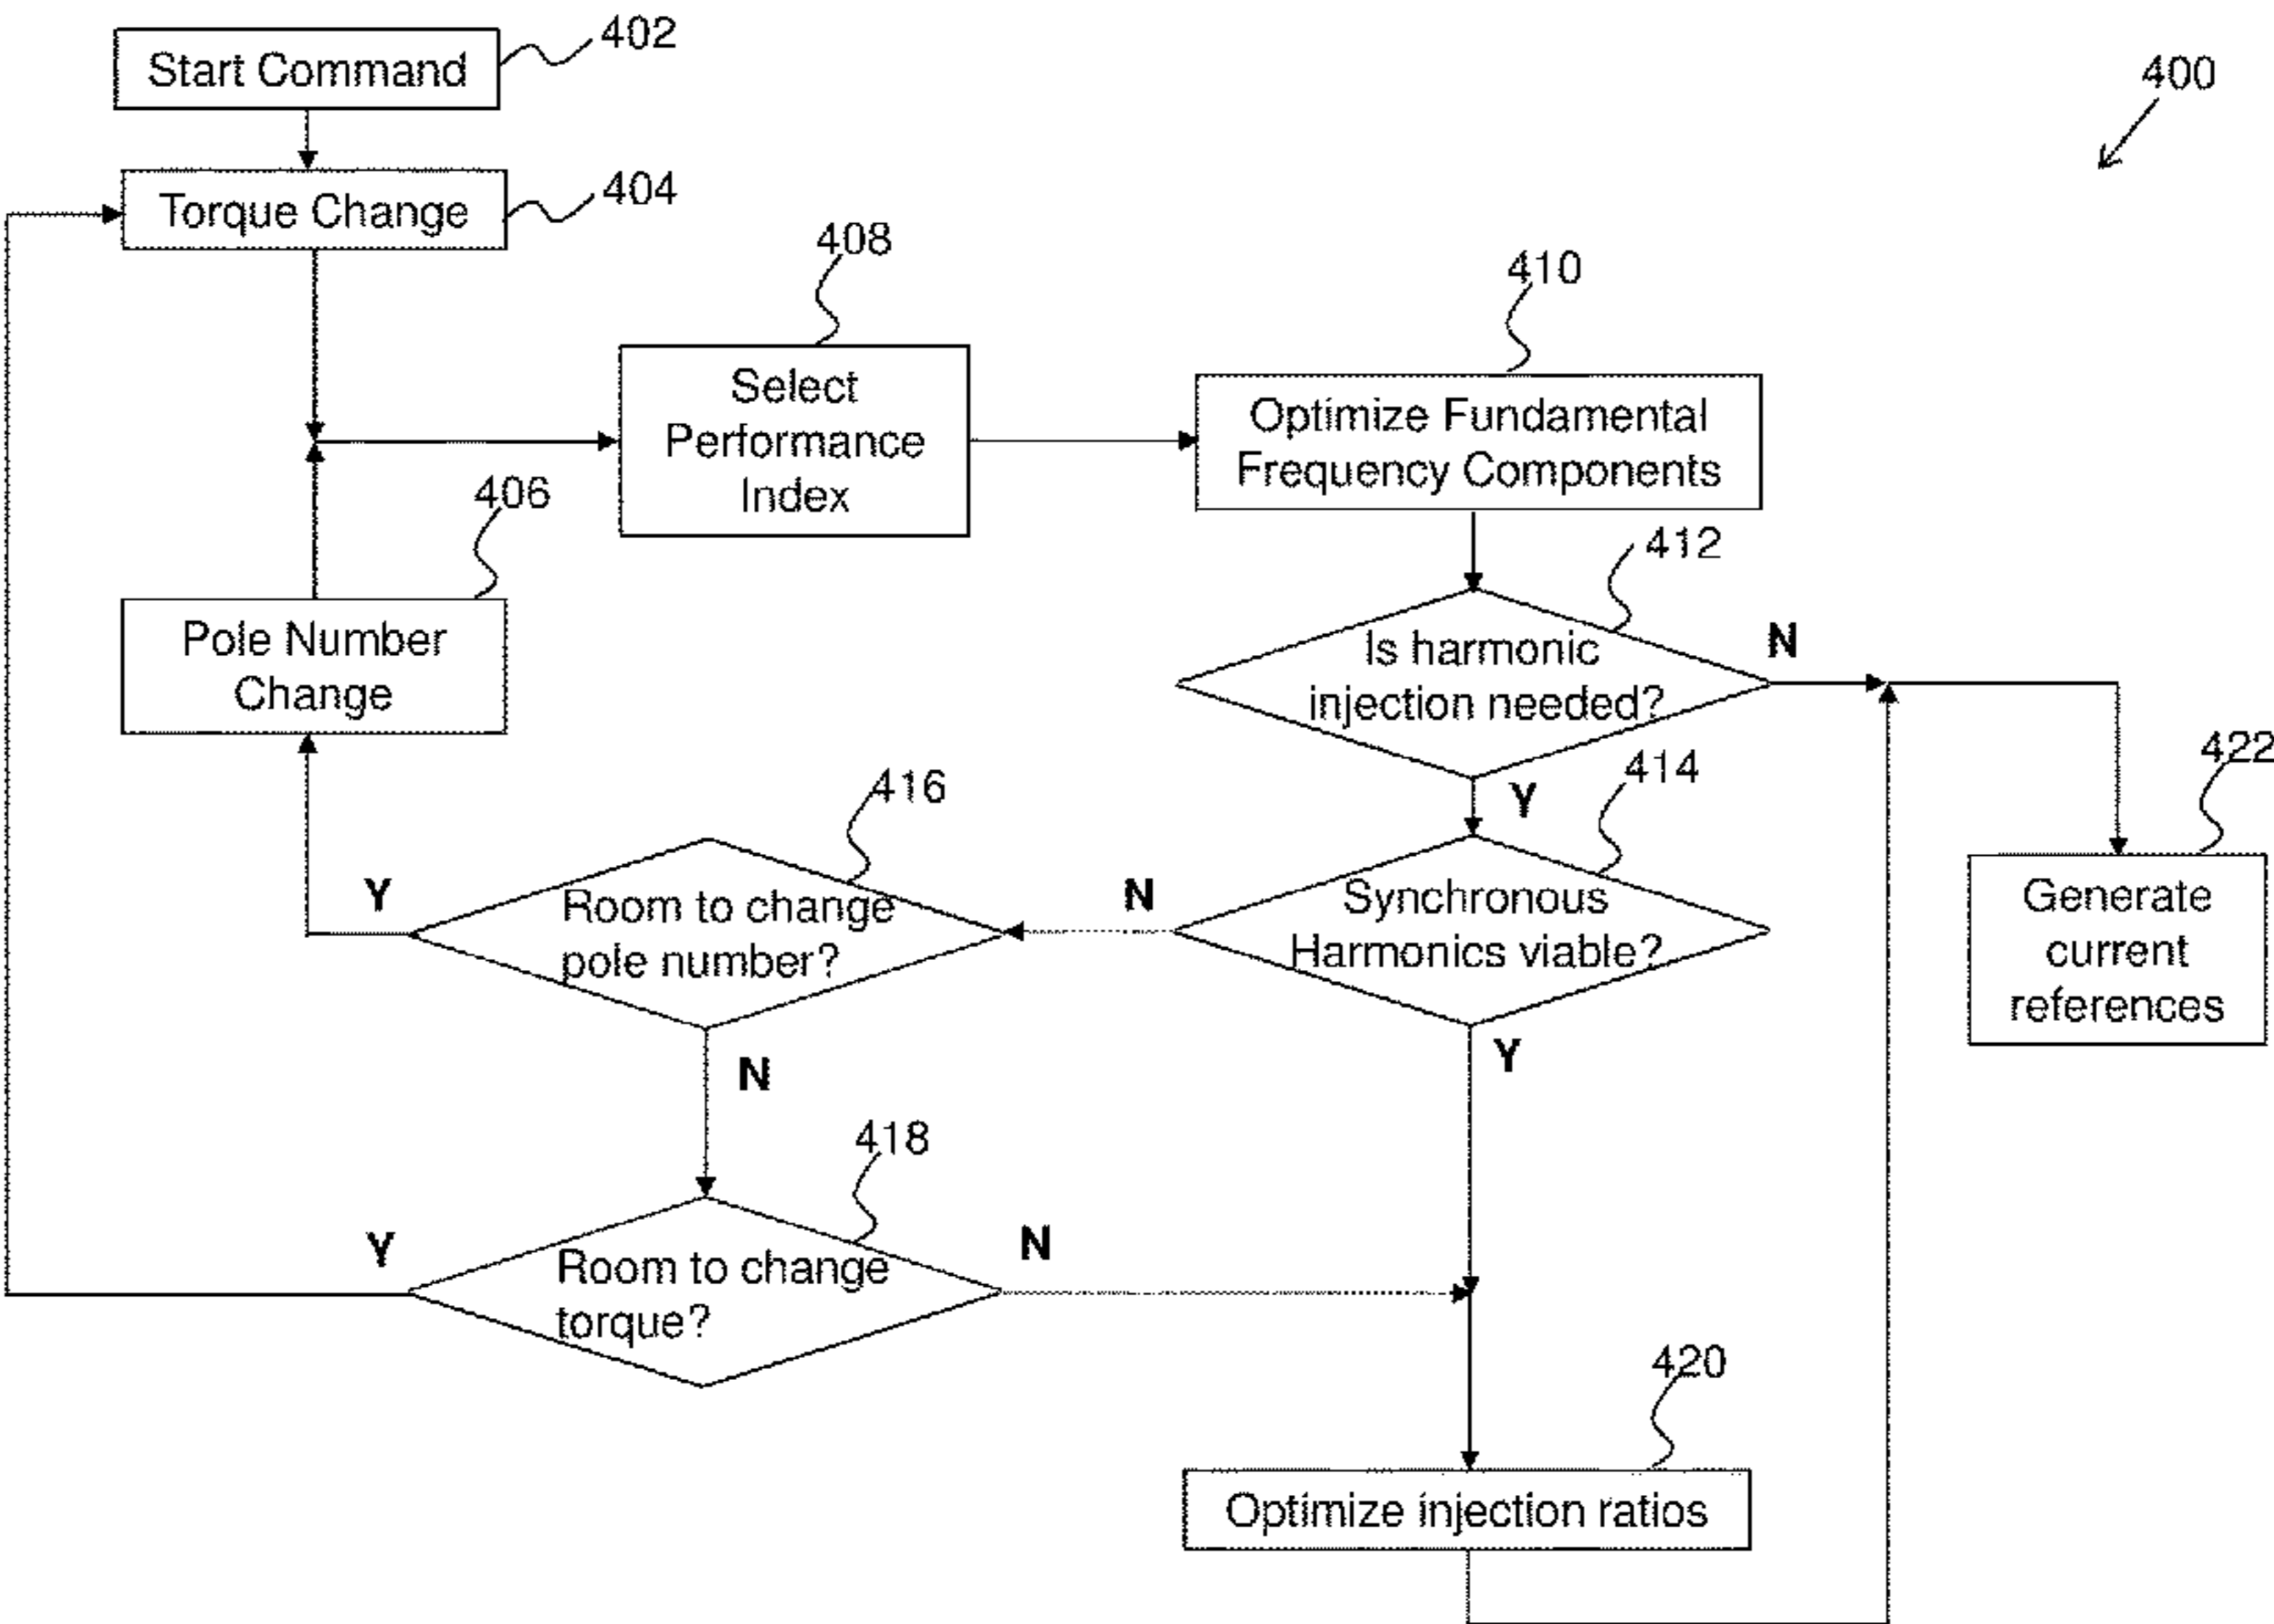 Start Command
402
400
Torque Change
404
408
410
Select
Performance
Index
Optimize Fundamental
Frequency Components
406
412
Pole Number
Change
Is harmonic
injection needed?
N
Y
414
422
416
Room to change
pole number?
Y
N
Synchronous
Harmonics viable?
N
Y
Generate
current
references
418
Room to change
torque?
Y
N
420
Optimize injection ratios